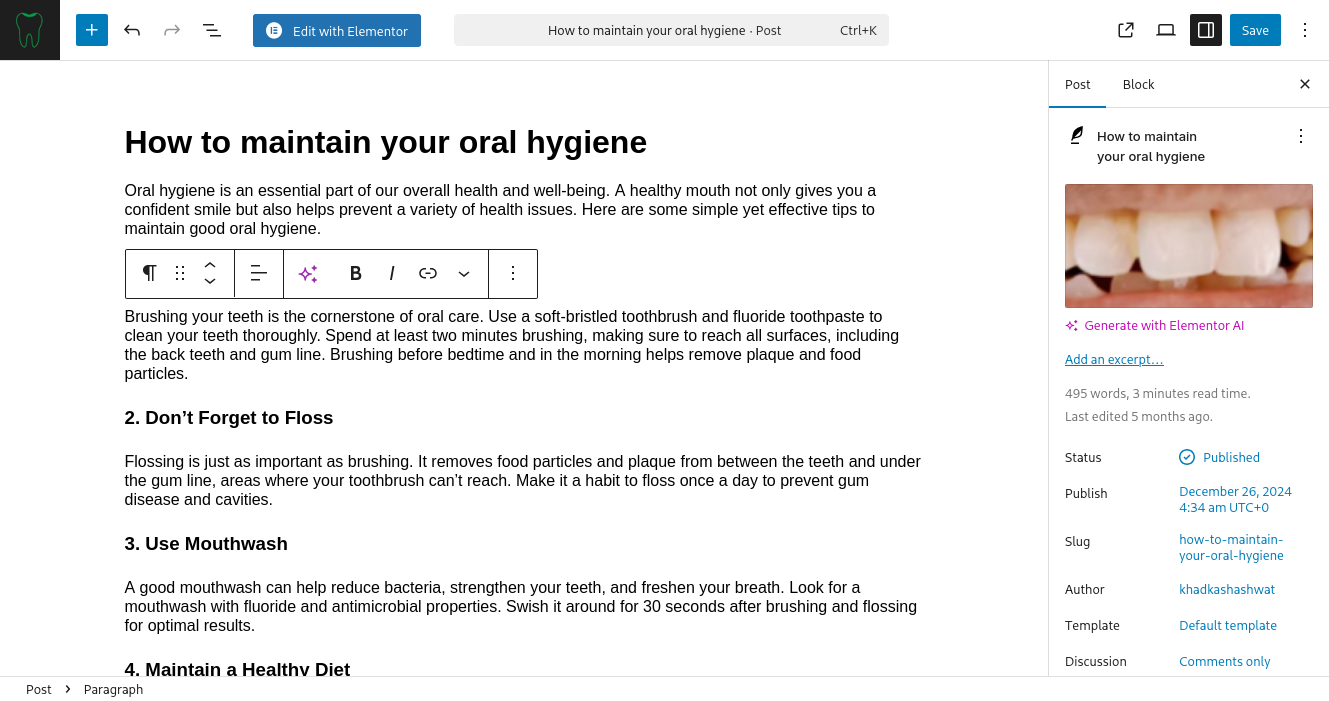 Edit with Elementor
How to maintain your oral hygiene · Post
Ctrl+K
Save
How to maintain your oral hygiene
Oral hygiene is an essential part of our overall health and well-being. A healthy mouth not only gives you a
confident smile but also helps prevent a variety of health issues. Here are some simple yet effective tips to
maintain good oral hygiene.
B
I
Brushing your teeth is the cornerstone of oral care. Use a soft-bristled toothbrush and fluoride toothpaste to
clean your teeth thoroughly. Spend at least two minutes brushing, making sure to reach all surfaces, including
the back teeth and gum line. Brushing before bedtime and in the morning helps remove plaque and food
particles.
2. Don’t Forget to Floss
Flossing is just as important as brushing. It removes food particles and plaque from between the teeth and under
the gum line, areas where your toothbrush can’t reach. Make it a habit to floss once a day to prevent gum
disease and cavities.
3. Use Mouthwash
A good mouthwash can help reduce bacteria, strengthen your teeth, and freshen your breath. Look for a
mouthwash with fluoride and antimicrobial properties. Swish it around for 30 seconds after brushing and flossing
for optimal results.
4. Maintain a Healthy Diet
Post
Block
How to maintain
your oral hygiene
Generate with Elementor AI
Add an excerpt…
495 words, 3 minutes read time.
Last edited 5 months ago.
Status
Published
Publish
December 26, 2024
4:34 am UTC+0
Slug
how-to-maintain-
your-oral-hygiene
Author
khadkashashwat
Template
Default template
Discussion
Comments only
Post › Paragraph